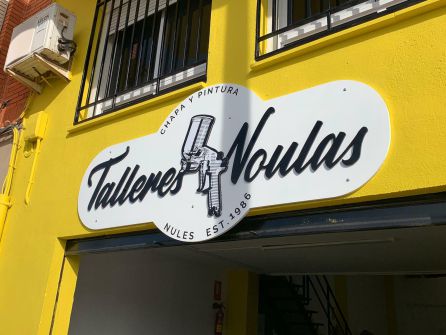 CHAPA Y PINTURA
Talleres Noulas
NULES EST. 1986